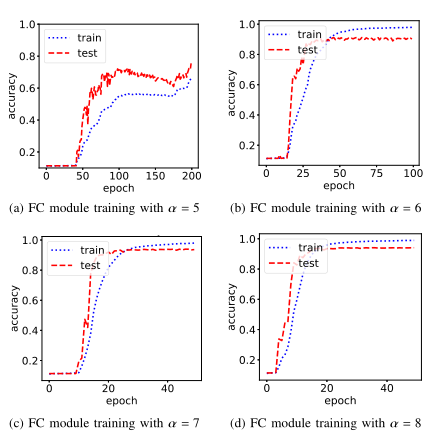 1.0
0.8
0.6
0.4
0.2
accuracy
train
test
0 50 100 150 200
epoch
(a) FC module training with α = 5
1.0
0.8
0.6
0.4
0.2
accuracy
train
test
0 25 50 75 100
epoch
(b) FC module training with α = 6
1.0
0.8
0.6
0.4
0.2
accuracy
train
test
0 20 40
epoch
(c) FC module training with α = 7
1.0
0.8
0.6
0.4
0.2
accuracy
train
test
0 20 40
epoch
(d) FC module training with α = 8